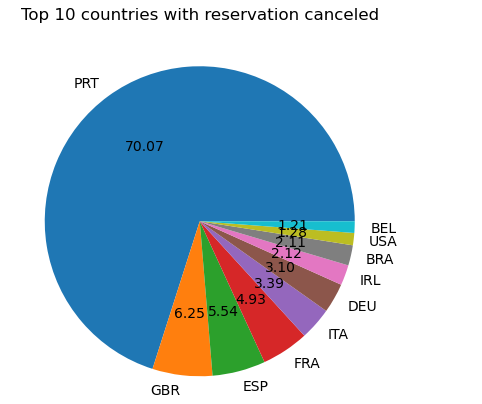 Top 10 countries with reservation canceled
PRT
70.07
GBR
6.25
ESP
5.54
FRA
4.93
ITA
3.39
DEU
3.10
IRL
2.12
BRA
2.11
USA
1.28
BEL
1.21